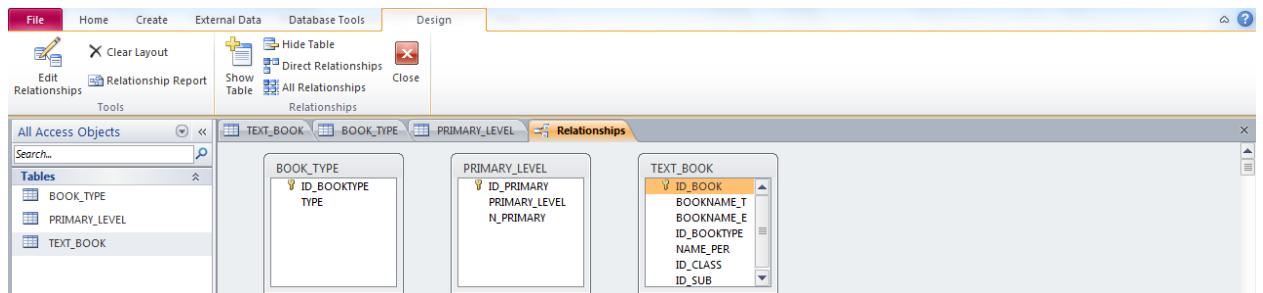 File Home Create External Data Database Tools Design
Edit Relationships
Clear Layout
Relationship Report
Tools
Show Table
Hide Table
Direct Relationships
All Relationships
Close
Relationships
All Access Objects
Search...
Tables
BOOK_TYPE
PRIMARY_LEVEL
TEXT_BOOK
TEXT_BOOK BOOK_TYPE PRIMARY_LEVEL Relationships
BOOK_TYPE
ID_BOOKTYPE
TYPE
PRIMARY_LEVEL
ID_PRIMARY
PRIMARY_LEVEL
N_PRIMARY
TEXT_BOOK
ID_BOOK
BOOKNAME_T
BOOKNAME_E
ID_BOOKTYPE
NAME_PER
ID_CLASS
ID_SUB